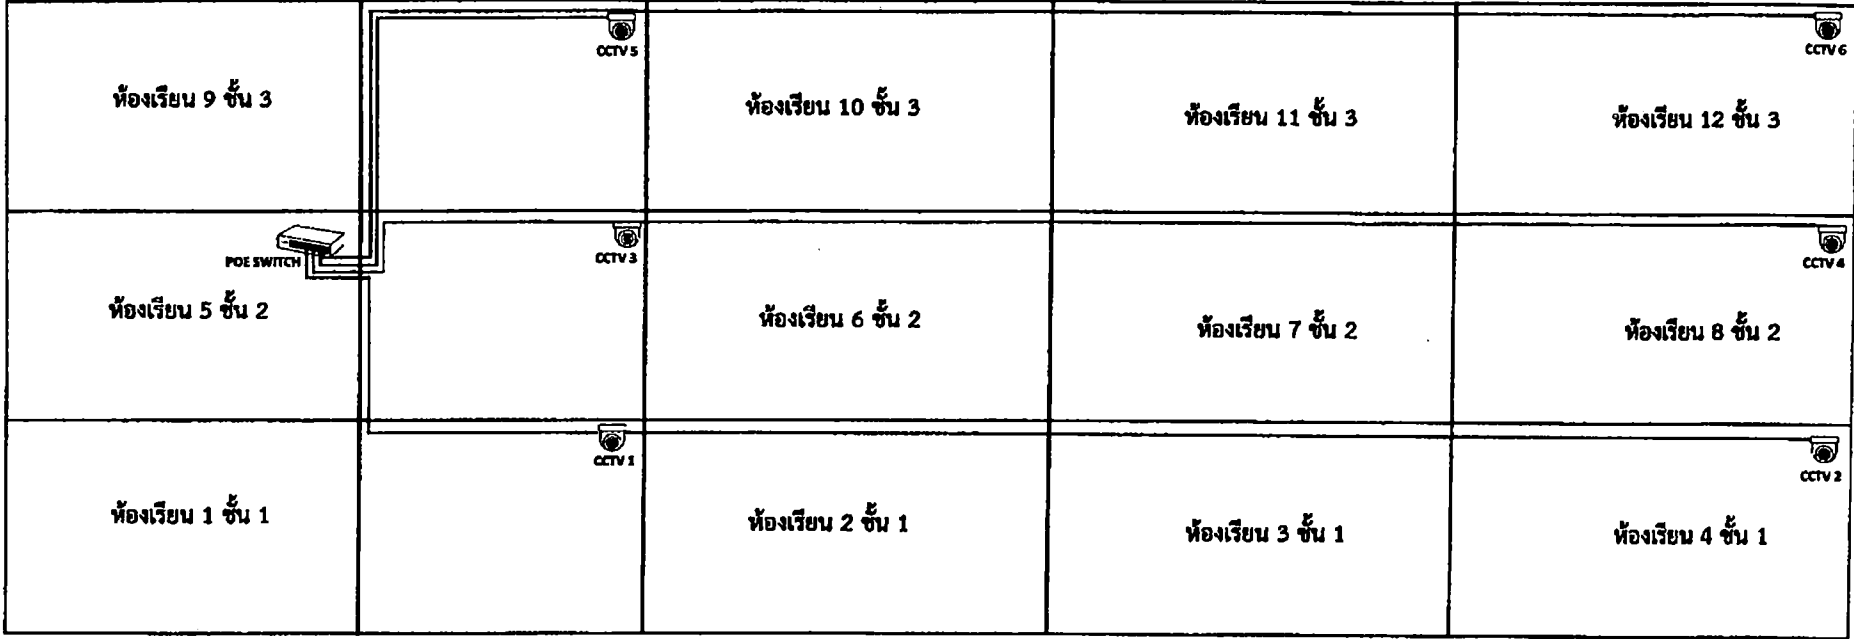 CCTV 5
CCTV 6
ห้องเรียน 9 ชั้น 3
ห้องเรียน 10 ชั้น 3
ห้องเรียน 11 ชั้น 3
ห้องเรียน 12 ชั้น 3
POE SWITCH
CCTV 3
CCTV 4
ห้องเรียน 5 ชั้น 2
ห้องเรียน 6 ชั้น 2
ห้องเรียน 7 ชั้น 2
ห้องเรียน 8 ชั้น 2
CCTV 1
CCTV 2
ห้องเรียน 1 ชั้น 1
ห้องเรียน 2 ชั้น 1
ห้องเรียน 3 ชั้น 1
ห้องเรียน 4 ชั้น 1